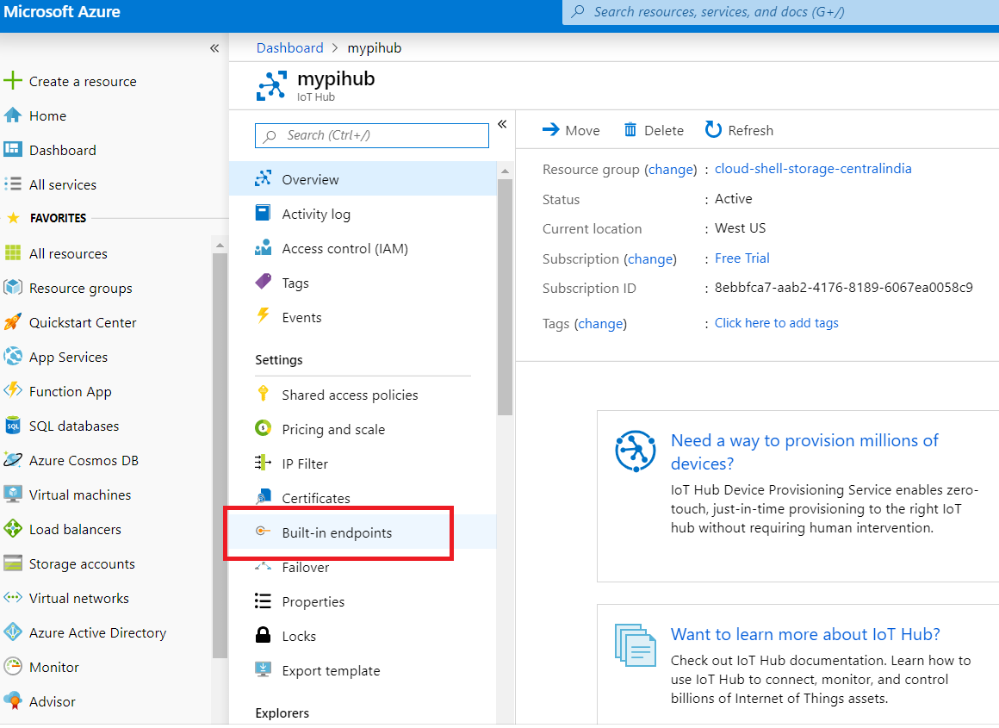 Microsoft Azure
Search resources, services, and docs (G+/)
«
Create a resource
Home
Dashboard
All services
FAVORITES
All resources
Resource groups
Quickstart Center
App Services
Function App
SQL databases
Azure Cosmos DB
Virtual machines
Load balancers
Storage accounts
Virtual networks
Azure Active Directory
Monitor
Advisor
Dashboard > mypihub
mypihub
IoT Hub
Search (Ctrl+/)
«
Overview
Activity log
Access control (IAM)
Tags
Events
Settings
Shared access policies
Pricing and scale
IP Filter
Certificates
Built-in endpoints
Failover
Properties
Locks
Export template
Explorers
Move Delete Refresh
Resource group (change) : cloud-shell-storage-centralindia
Status : Active
Current location : West US
Subscription (change) : Free Trial
Subscription ID : 8ebbfca7-aab2-4176-8189-6067ea0058c9
Tags (change) : Click here to add tags
Need a way to provision millions of
devices?
IoT Hub Device Provisioning Service enables zero-
touch, just-in-time provisioning to the right IoT
hub without requiring human intervention.
Want to learn more about IoT Hub?
Check out IoT Hub documentation. Learn how to
use IoT Hub to connect, monitor, and control
billions of Internet of Things assets.